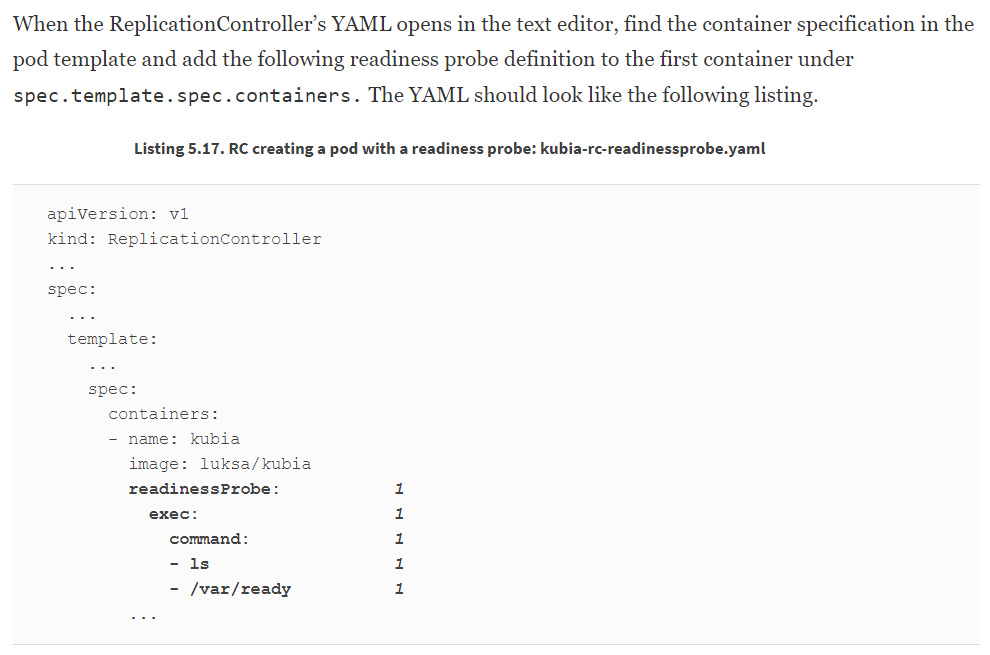 When the ReplicationController’s YAML opens in the text editor, find the container specification in the
pod template and add the following readiness probe definition to the first container under
spec.template.spec.containers. The YAML should look like the following listing.
Listing 5.17. RC creating a pod with a readiness probe: kubia-rc-readinessprobe.yaml
apiVersion: v1
kind: ReplicationController
...
spec:
  ...
  template:
    ...
    spec:
      containers:
      - name: kubia
        image: luksa/kubia
        readinessProbe:           1
          exec:                   1
            command:              1
            - ls                  1
            - /var/ready          1
        ...